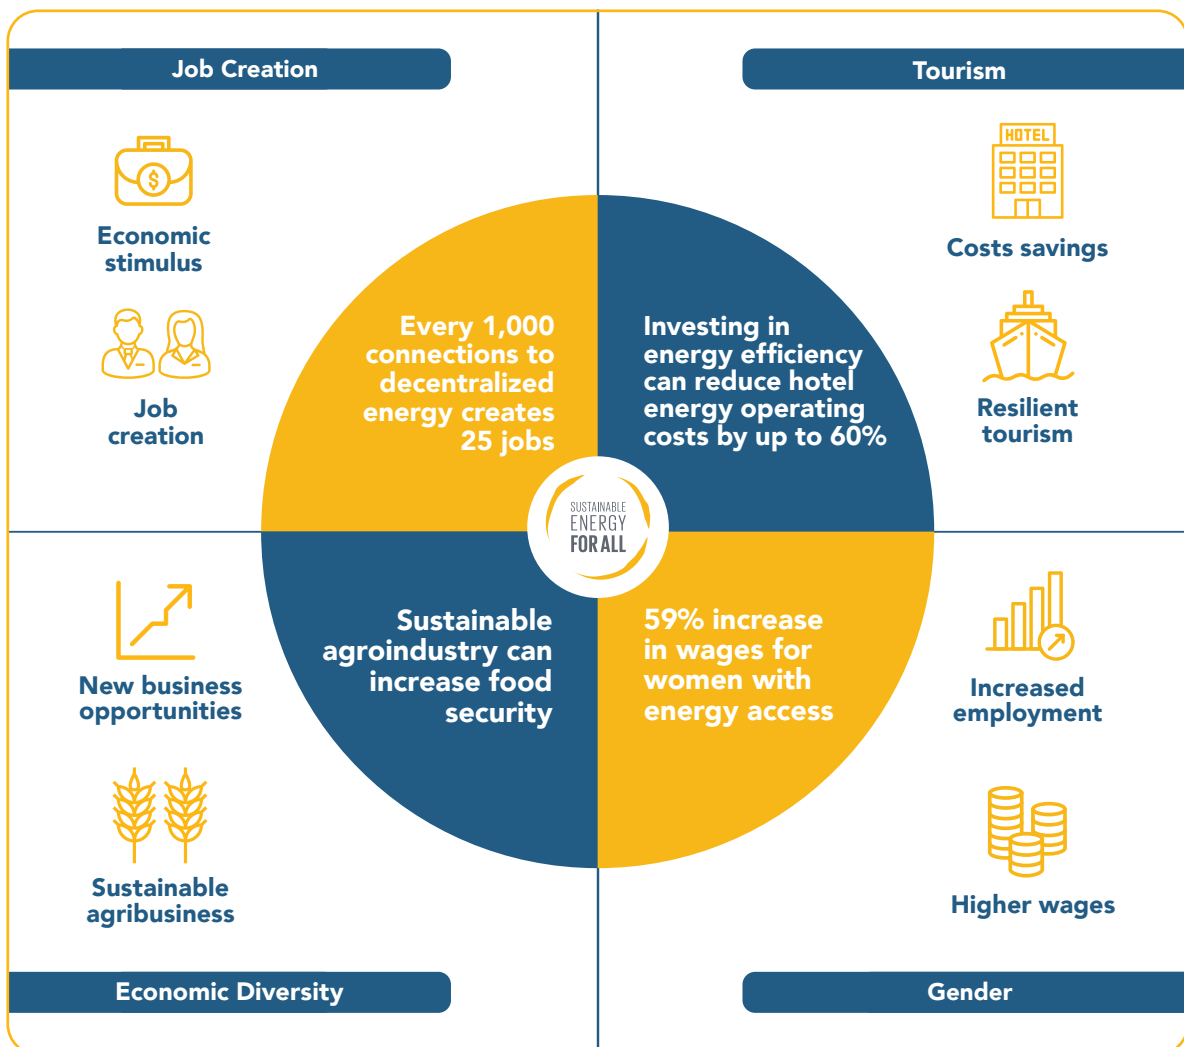 Job Creation
Economic
stimulus
Job
creation
Every 1,000
connections to
decentralized
energy creates
25 jobs
Tourism
HOTEL
Costs savings
Resilient
tourism
Investing in
energy efficiency
can reduce hotel
energy operating
costs by up to 60%
SUSTAINABLE
ENERGY
FOR ALL
New business
opportunities
Sustainable
agribusiness
Sustainable
agroindustry can
increase food
security
Economic Diversity
59% increase
in wages for
women with
energy access
Increased
employment
Higher wages
Gender